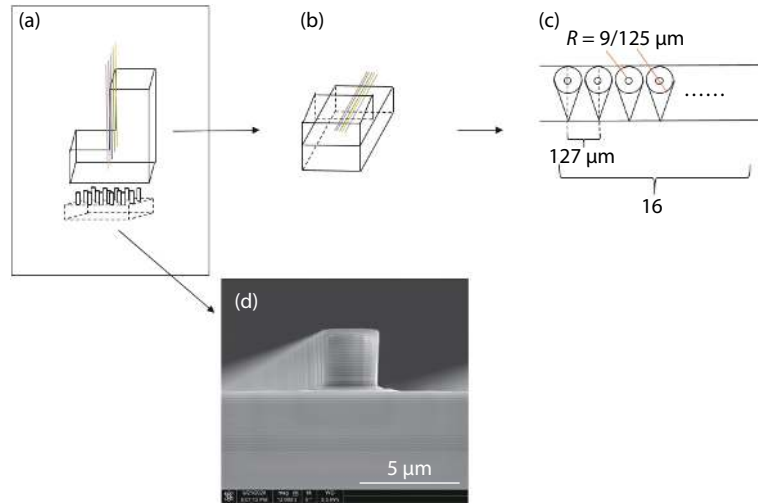 (a)
(b)
(c)
R = 9/125 µm
......
127 µm
16
(d)
5 µm